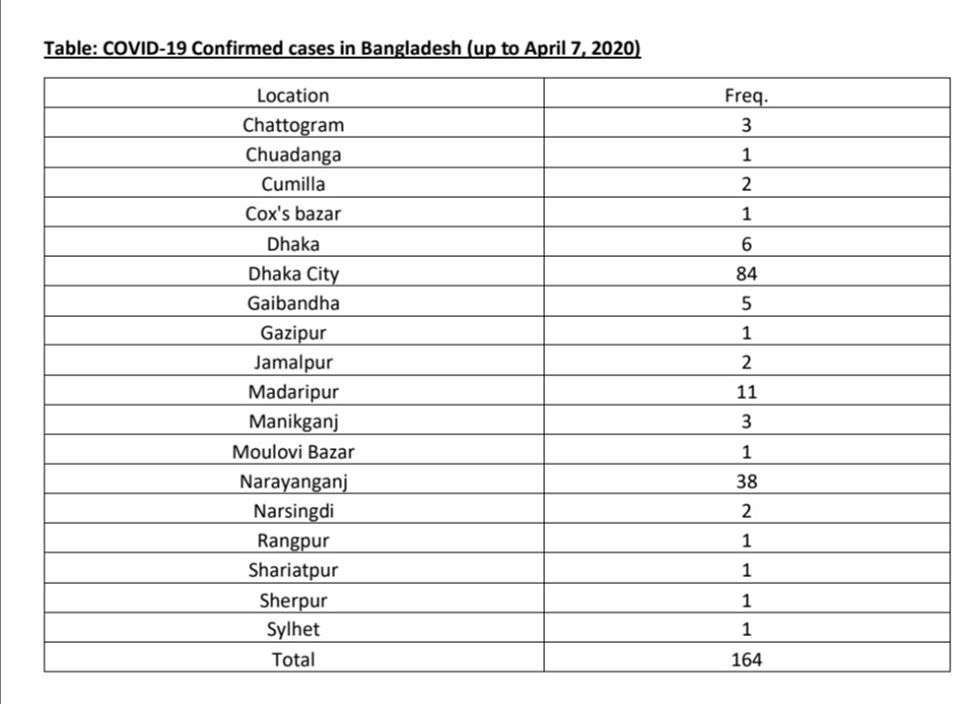 Table: COVID-19 Confirmed cases in Bangladesh (up to April 7, 2020)
Location Freq.
Chattogram 3
Chuadanga 1
Cumilla 2
Cox's bazar 1
Dhaka 6
Dhaka City 84
Gaibandha 5
Gazipur 1
Jamalpur 2
Madaripur 11
Manikganj 3
Moulovi Bazar 1
Narayanganj 38
Narsingdi 2
Rangpur 1
Shariatpur 1
Sherpur 1
Sylhet 1
Total 164